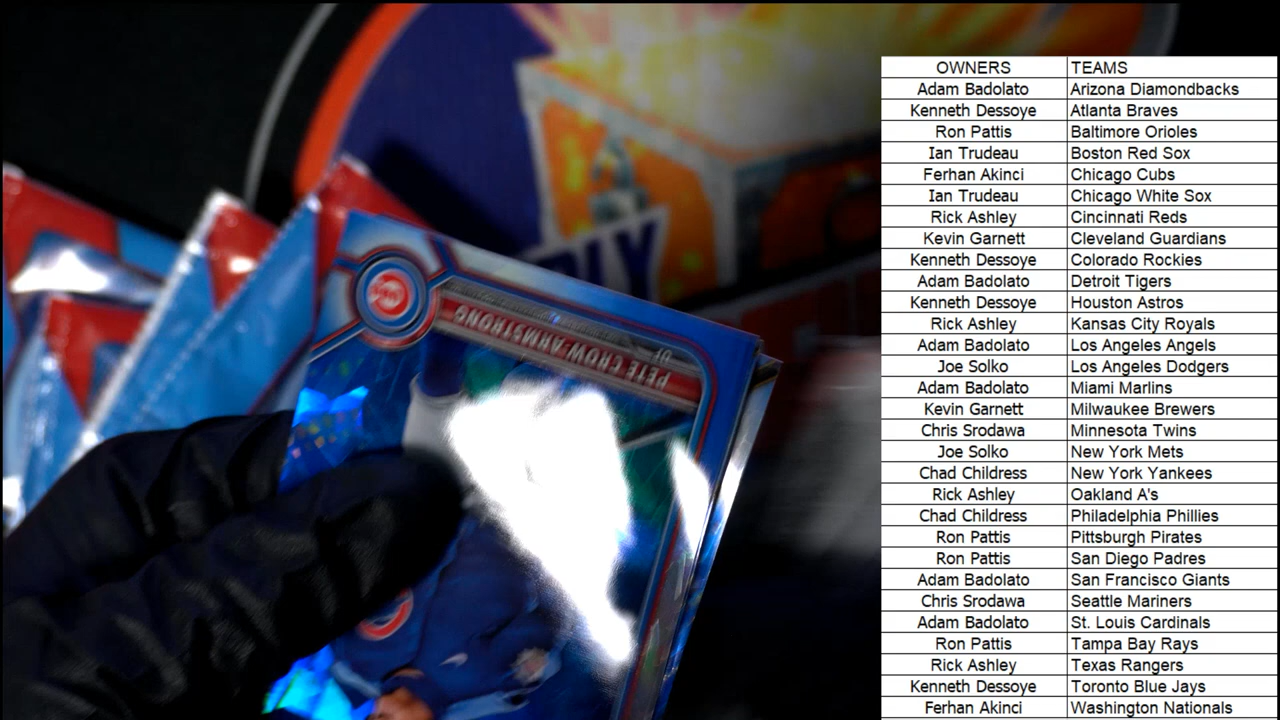 OWNERS TEAMS
Adam Badolato Arizona Diamondbacks
Kenneth Dessoye Atlanta Braves
Ron Pattis Baltimore Orioles
Ian Trudeau Boston Red Sox
Ferhan Akinci Chicago Cubs
Ian Trudeau Chicago White Sox
Rick Ashley Cincinnati Reds
Kevin Garnett Cleveland Guardians
Kenneth Dessoye Colorado Rockies
Adam Badolato Detroit Tigers
Kenneth Dessoye Houston Astros
Rick Ashley Kansas City Royals
Adam Badolato Los Angeles Angels
Joe Solko Los Angeles Dodgers
Adam Badolato Miami Marlins
Kevin Garnett Milwaukee Brewers
Chris Srodawa Minnesota Twins
Joe Solko New York Mets
Chad Childress New York Yankees
Rick Ashley Oakland A's
Chad Childress Philadelphia Phillies
Ron Pattis Pittsburgh Pirates
Ron Pattis San Diego Padres
Adam Badolato San Francisco Giants
Chris Srodawa Seattle Mariners
Adam Badolato St. Louis Cardinals
Ron Pattis Tampa Bay Rays
Rick Ashley Texas Rangers
Kenneth Dessoye Toronto Blue Jays
Ferhan Akinci Washington Nationals
PETE CROW-ARMSTRONG
OF